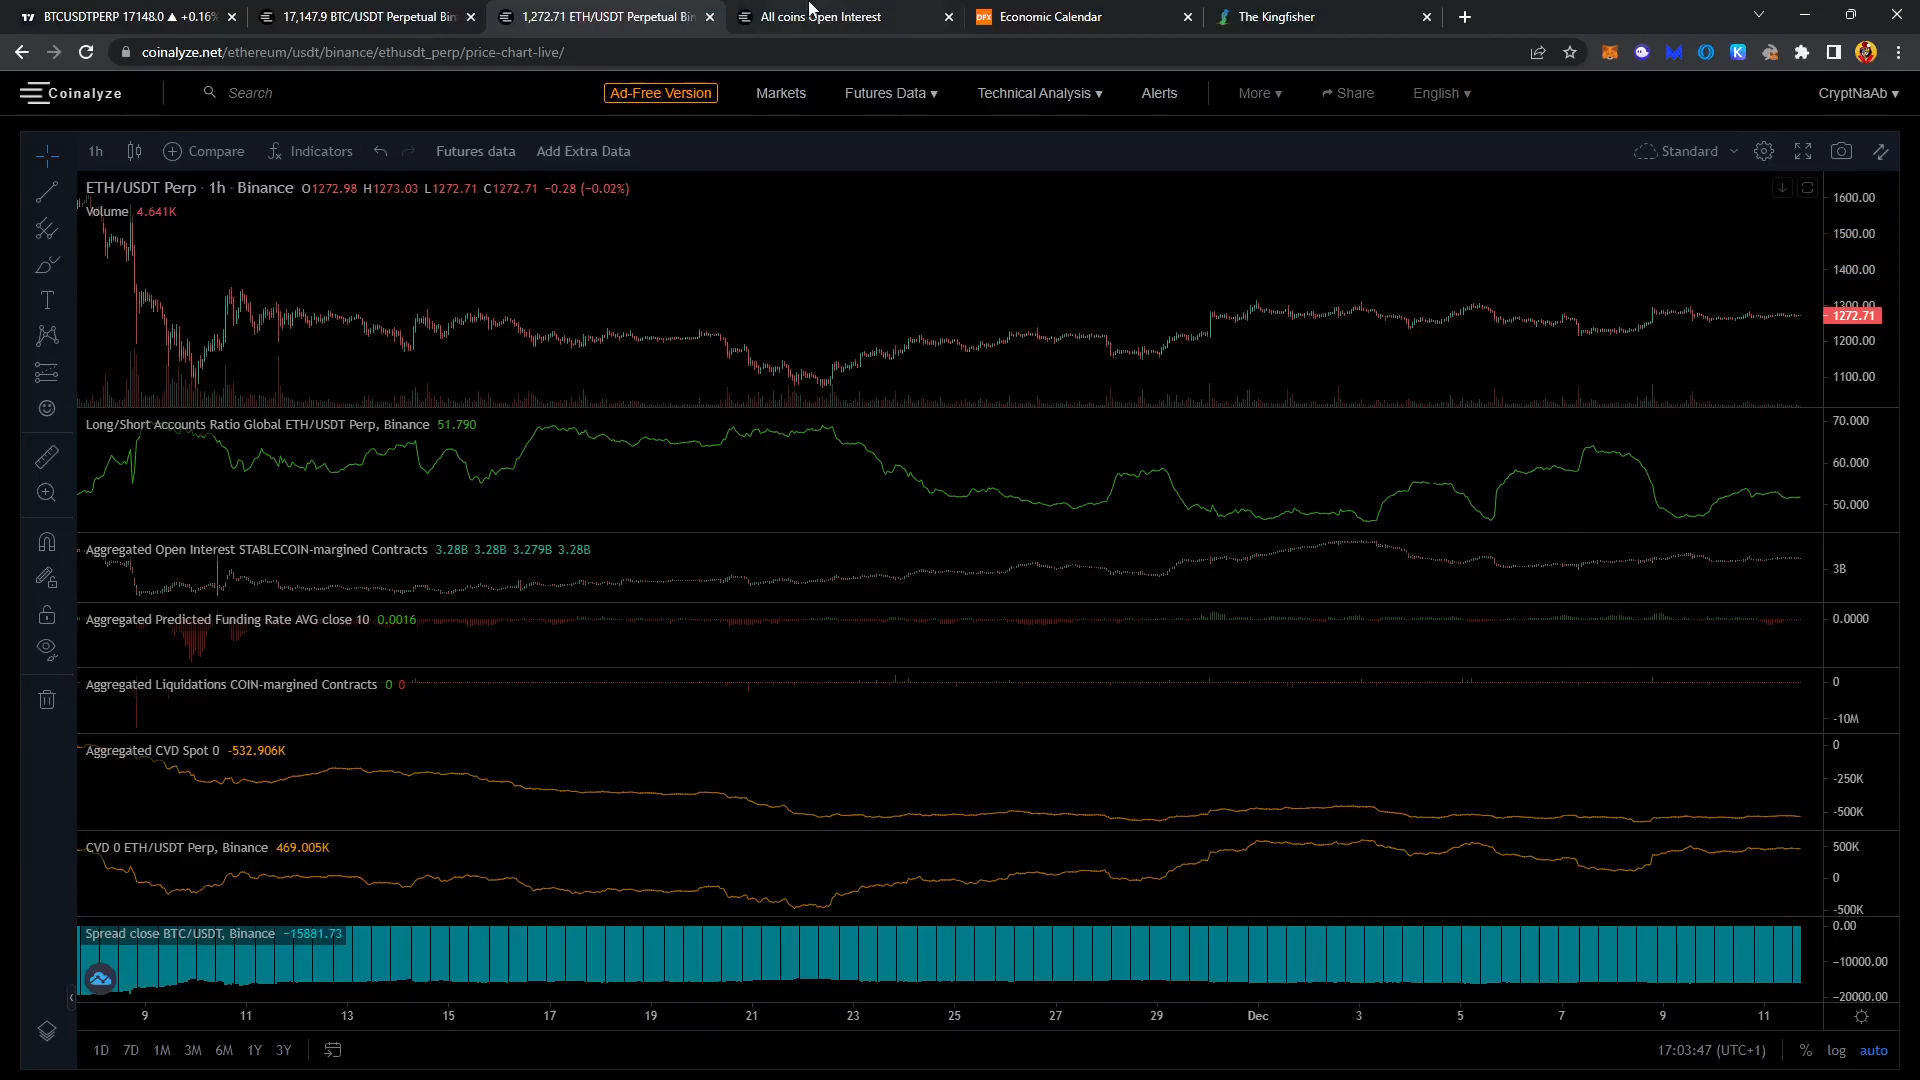 BTCUSDTPERP 17148.0 ▲ +0.16%
17,147.9 BTC/USDT Perpetual Bin
1,272.71 ETH/USDT Perpetual Bin
All coins Open Interest
DFX Economic Calendar
The Kingfisher
coinalyze.net/ethereum/usdt/binance/ethusdt_perp/price-chart-live/
Coinalyze
Search
Ad-Free Version
Markets
Futures Data ▾
Technical Analysis ▾
Alerts
More ▾
Share
English ▾
CryptNaAb ▾
1h
Compare
Indicators
Futures data
Add Extra Data
Standard
ETH/USDT Perp · 1h · Binance O1272.98 H1273.03 L1272.71 C1272.71 −0.28 (−0.02%)
Volume 4.641K
1600.00
1500.00
1400.00
1300.00
1272.71
1200.00
1100.00
Long/Short Accounts Ratio Global ETH/USDT Perp, Binance 51.790
70.000
60.000
50.000
Aggregated Open Interest STABLECOIN-margined Contracts 3.28B 3.28B 3.279B 3.28B
3B
Aggregated Predicted Funding Rate AVG close 10 0.0016
0.0000
Aggregated Liquidations COIN-margined Contracts 0 0
0
-10M
Aggregated CVD Spot 0 -532.906K
0
-250K
-500K
CVD 0 ETH/USDT Perp, Binance 469.005K
500K
0
-500K
Spread close BTC/USDT, Binance −15881.73
0.00
−10000.00
−20000.00
9 11 13 15 17 19 21 23 25 27 29 Dec 3 5 7 9 11
1D 7D 1M 3M 6M 1Y 3Y
17:03:47 (UTC+1)
% log auto